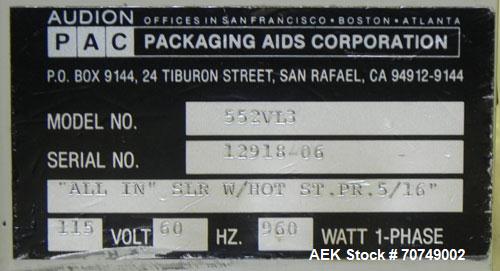 AUDION OFFICES IN SAN FRANCISCO • BOSTON • ATLANTA
PAC PACKAGING AIDS CORPORATION
P.O. BOX 9144, 24 TIBURON STREET, SAN RAFAEL, CA 94912-9144
MODEL NO. 552VL3
SERIAL NO. 12918-06
"ALL IN" SLR W/HOT ST.PR.5/16"
115 VOLT 60 HZ. 960 WATT 1-PHASE
AEK Stock # 70749002